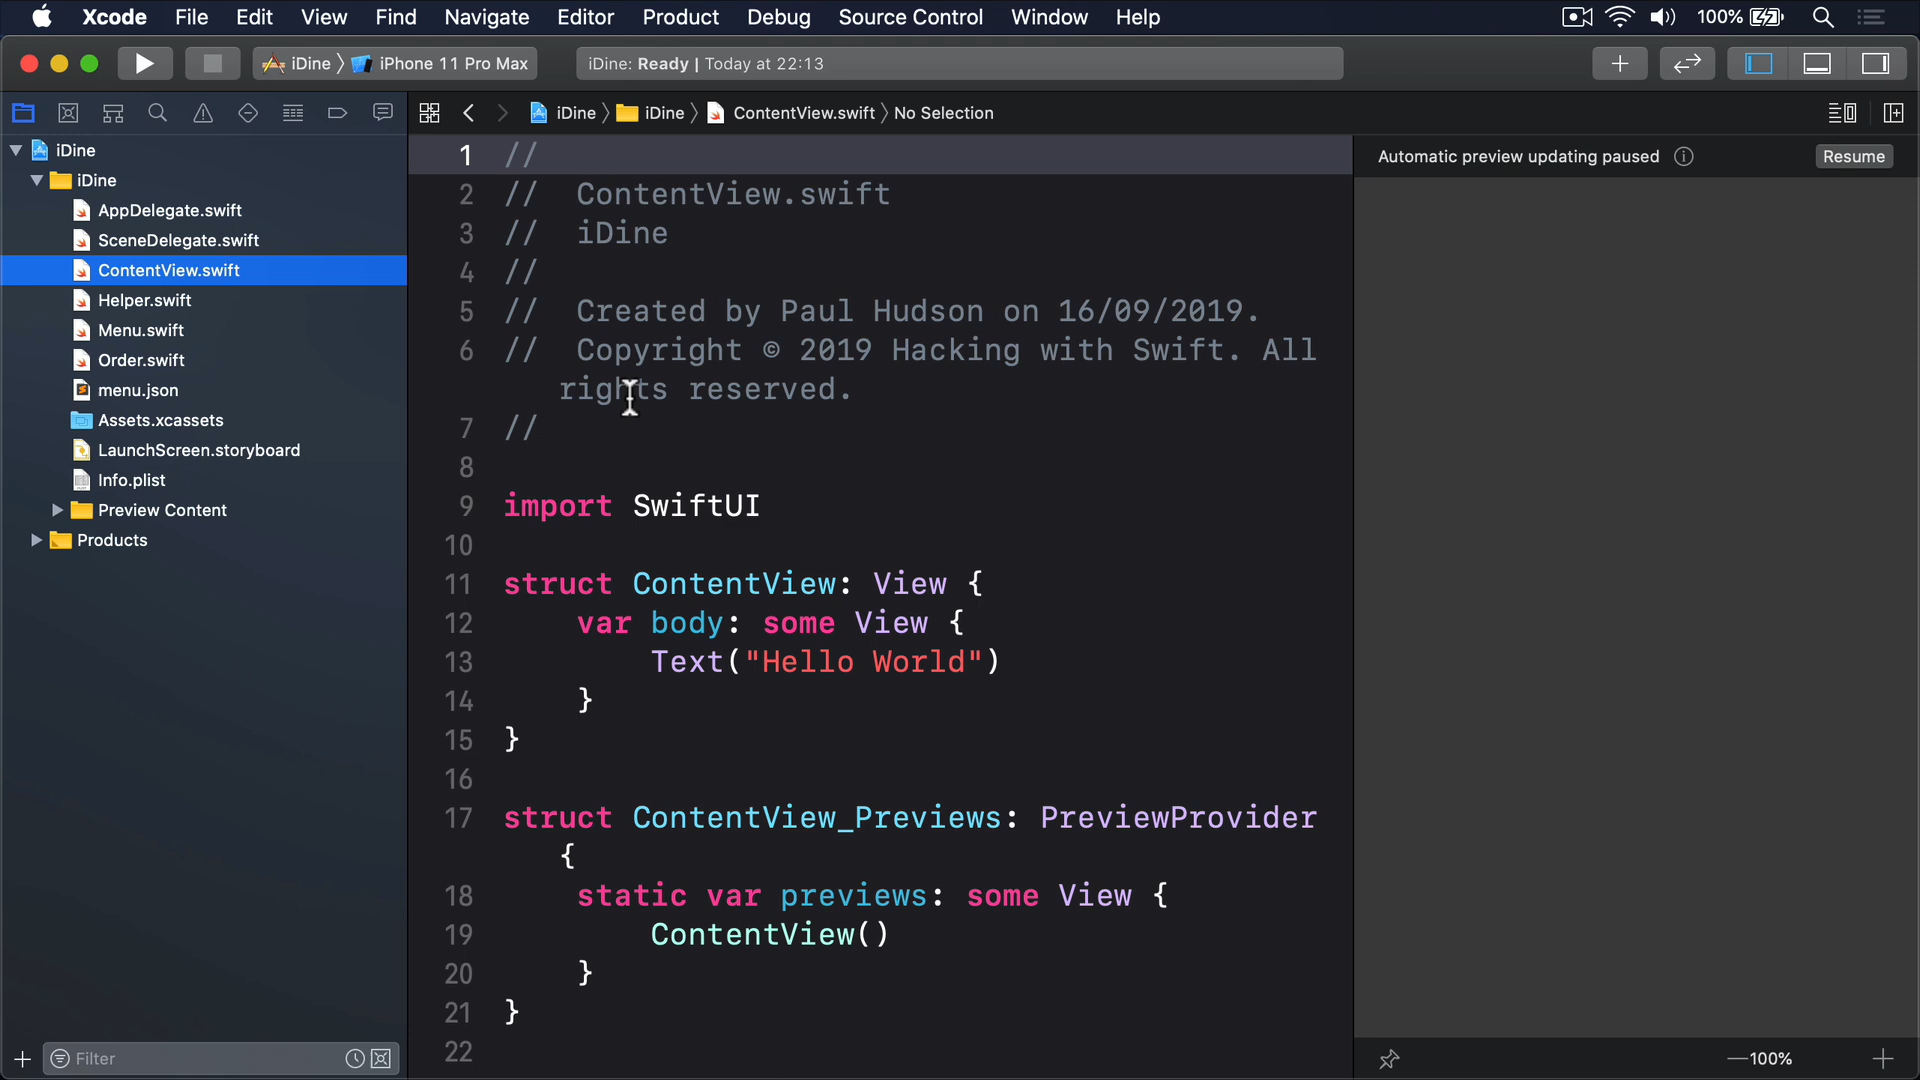 Xcode File Edit View Find Navigate Editor Product Debug Source Control Window Help 100%
iDine iPhone 11 Pro Max iDine: Ready | Today at 22:13
iDine iDine ContentView.swift No Selection
iDine
iDine
AppDelegate.swift
SceneDelegate.swift
ContentView.swift
Helper.swift
Menu.swift
Order.swift
menu.json
Assets.xcassets
LaunchScreen.storyboard
Info.plist
Preview Content
Products
Filter
1 //
2 // ContentView.swift
3 // iDine
4 //
5 // Created by Paul Hudson on 16/09/2019.
6 // Copyright © 2019 Hacking with Swift. All
rights reserved.
7 //
8
9 import SwiftUI
10
11 struct ContentView: View {
12 var body: some View {
13 Text("Hello World")
14 }
15 }
16
17 struct ContentView_Previews: PreviewProvider
{
18 static var previews: some View {
19 ContentView()
20 }
21 }
22
Automatic preview updating paused Resume
100%